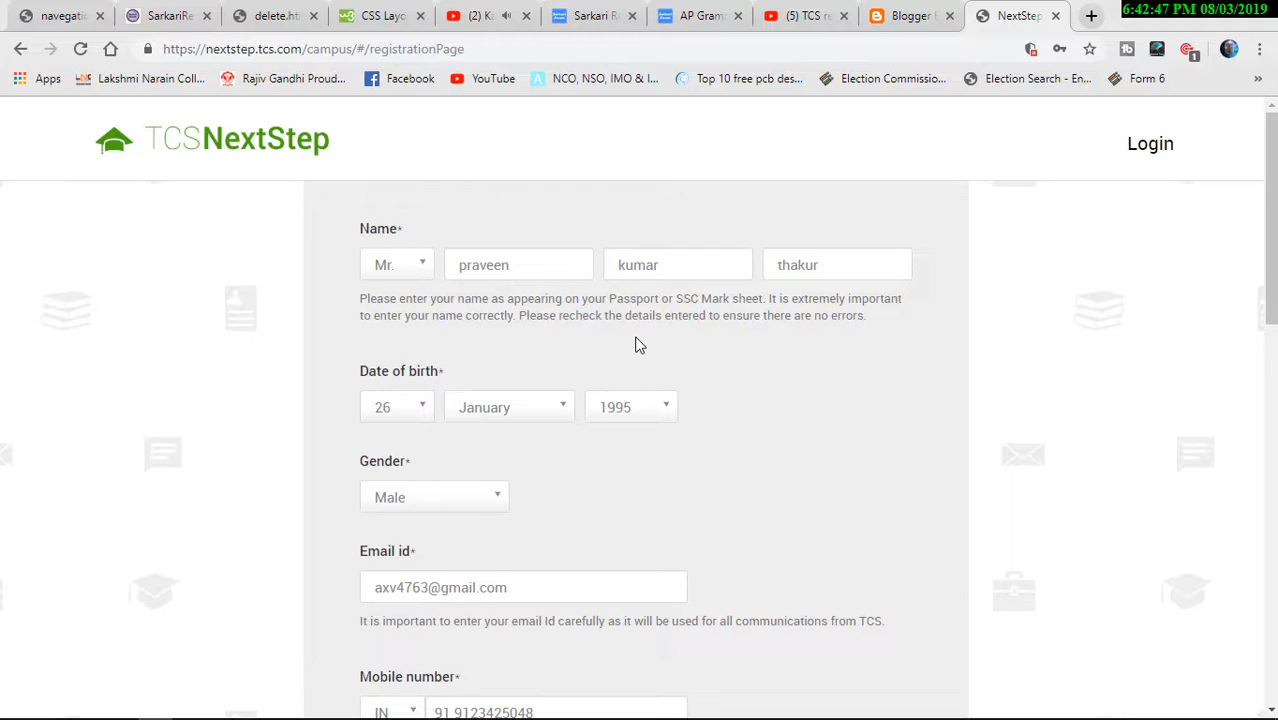 6:42:47 PM 08/03/2019
navegatio
SarkariRe
delete.ht
CSS Layo
SarkariR
AP Gram
(5) TCS re
Blogger
NextStep
https://nextstep.tcs.com/campus/#/registrationPage
Apps
Lakshmi Narain Coll...
Rajiv Gandhi Proud...
Facebook
YouTube
NCO, NSO, IMO & I...
Top 10 free pcb des...
Election Commissio...
Election Search - En...
Form 6
»
1
TCSNextStep
Login
Name*
Mr.
praveen
kumar
thakur
Please enter your name as appearing on your Passport or SSC Mark sheet. It is extremely important
to enter your name correctly. Please recheck the details entered to ensure there are no errors.
Date of birth*
26
January
1995
Gender*
Male
Email id*
axv4763@gmail.com
It is important to enter your email Id carefully as it will be used for all communications from TCS.
Mobile number*
IN
91 9123425048